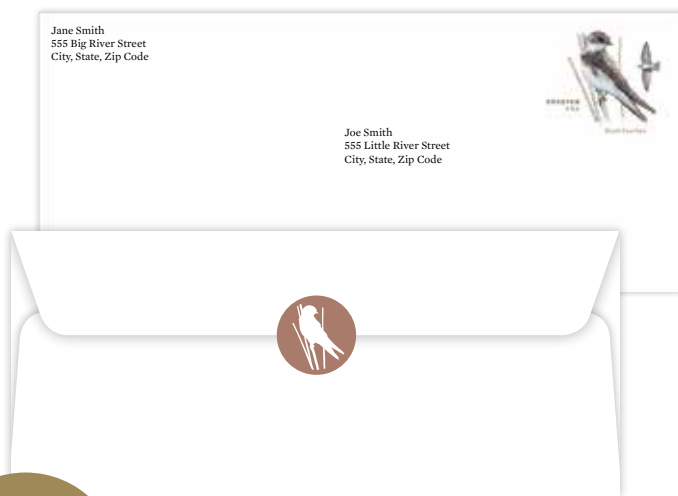 Jane Smith
555 Big River Street
City, State, Zip Code
Joe Smith
555 Little River Street
City, State, Zip Code